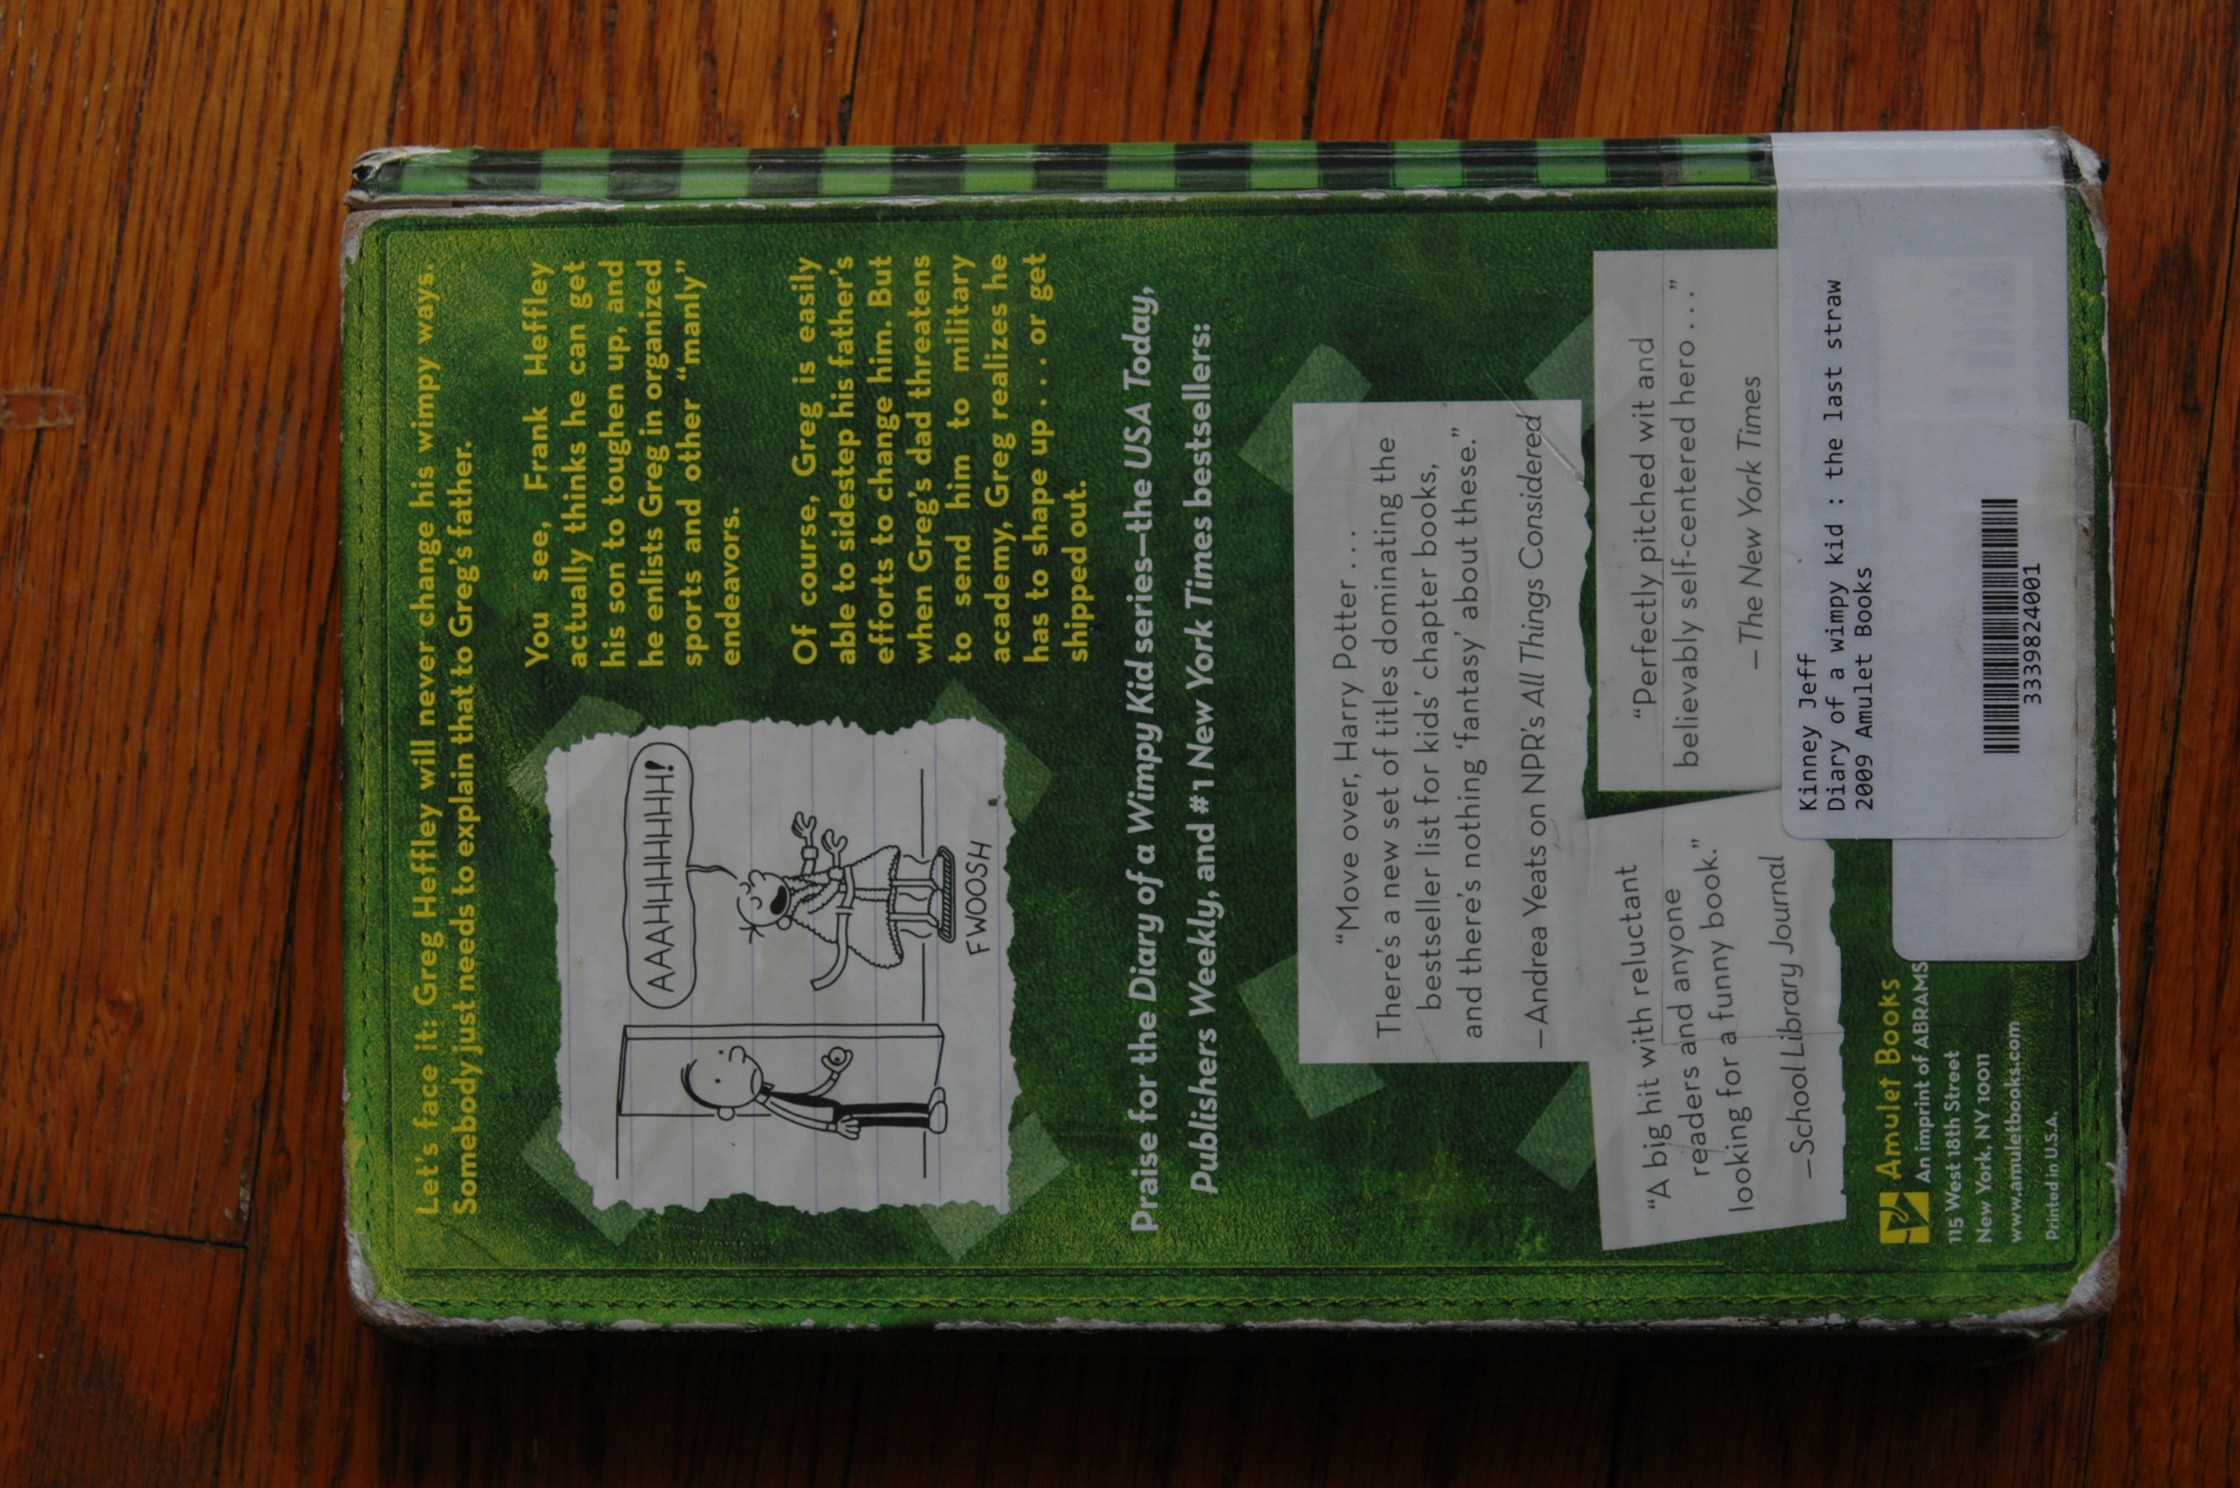 Let's face it: Greg Heffley will never change his wimpy ways.
Somebody just needs to explain that to Greg's father.
You see, Frank Heffley
actually thinks he can get
his son to toughen up, and
he enlists Greg in organized
sports and other “manly”
endeavors.
Of course, Greg is easily
able to sidestep his father's
efforts to change him. But
when Greg's dad threatens
to send him to military
academy, Greg realizes he
has to shape up . . . or get
shipped out.
AAAHHHHHHH!
FWOOSH
Praise for the Diary of a Wimpy Kid series—the USA Today,
Publishers Weekly, and #1 New York Times bestsellers:
“Move over, Harry Potter . . .
There's a new set of titles dominating the
bestseller list for kids' chapter books,
and there's nothing ‘fantasy’ about these.”
—Andrea Yeats on NPR's All Things Considered
“Perfectly pitched wit and
believably self-centered hero . . .”
—The New York Times
“A big hit with reluctant
readers and anyone
looking for a funny book.”
—School Library Journal
Amulet Books
An imprint of ABRAMS
115 West 18th Street
New York, NY 10011
www.amuletbooks.com
Printed in U.S.A.
Kinney Jeff
Diary of a wimpy kid : the last straw
2009 Amulet Books
3339824001